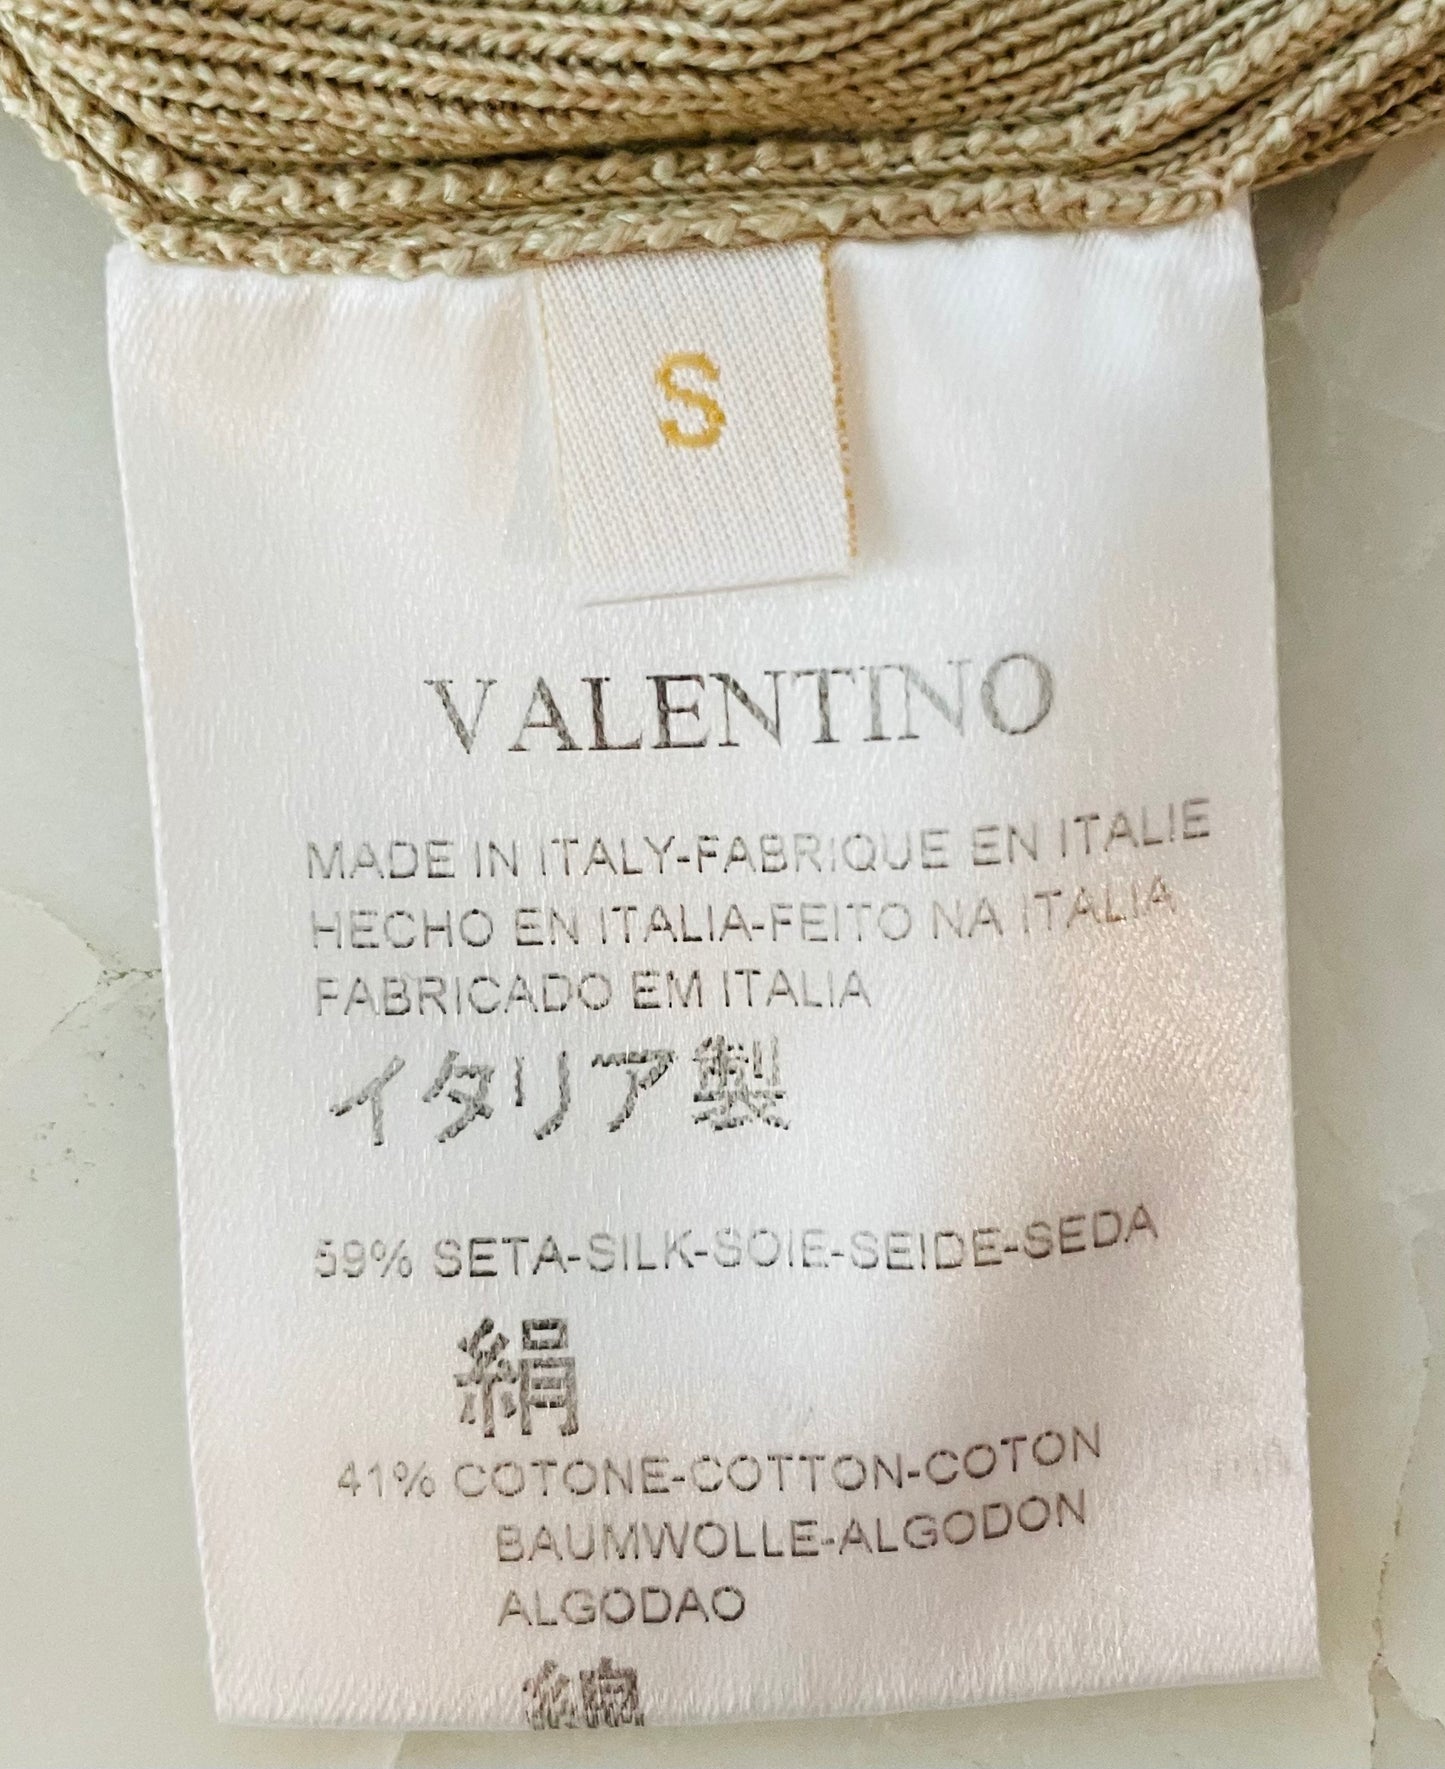 S
VALENTINO
MADE IN ITALY-FABRIQUE EN ITALIE
HECHO EN ITALIA-FEITO NA ITALIA
FABRICADO EM ITALIA
イタリア製
59% SETA-SILK-SOIE-SEIDE-SEDA
絹
41% COTONE-COTTON-COTON
BAUMWOLLE-ALGODON
ALGODAO